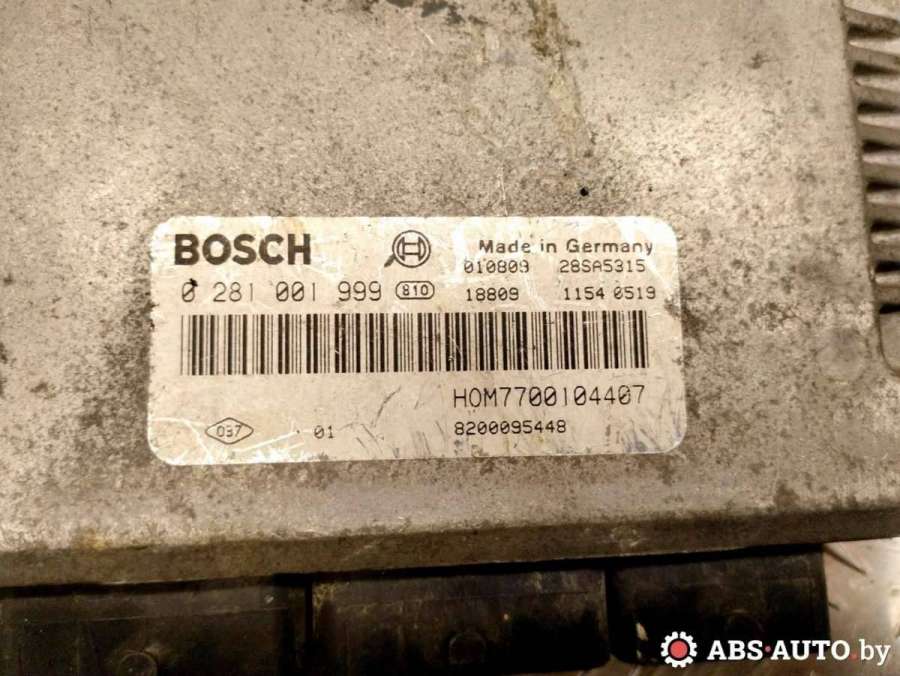 BOSCH
Made in Germany
010809 28SA5315
0 281 001 999 810
18809 1154 0519
HOM7700104407
037 01
8200095448
ABS-AUTO.by